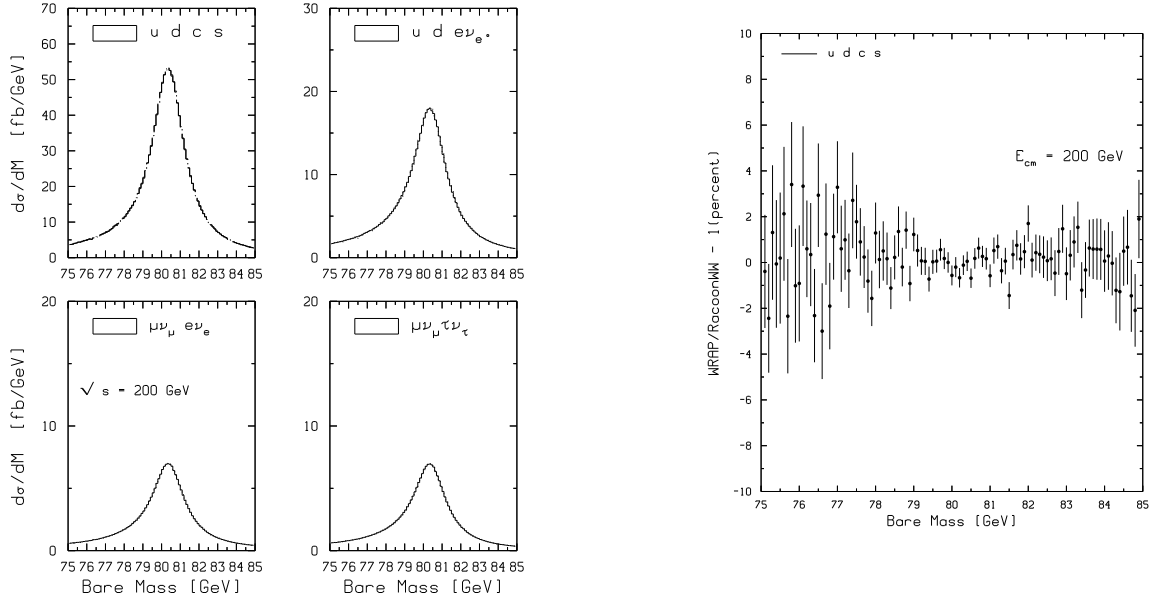 70
60
50
40
30
20
10
0
u d c s
dσ/dM [fb/GeV]
75 76 77 78 79 80 81 82 83 84 85
30
20
10
0
u d eν_e*
75 76 77 78 79 80 81 82 83 84 85
20
10
0
μν_μ eν_e
√ s = 200 GeV
dσ/dM [fb/GeV]
75 76 77 78 79 80 81 82 83 84 85
Bare Mass [GeV]
20
10
0
μν_μ τν_τ
75 76 77 78 79 80 81 82 83 84 85
Bare Mass [GeV]
10
8
6
4
2
0
-2
-4
-6
-8
-10
u d c s
E_cm = 200 GeV
WRAP/RacoonWW - 1(percent)
75 76 77 78 79 80 81 82 83 84 85
Bare Mass [GeV]